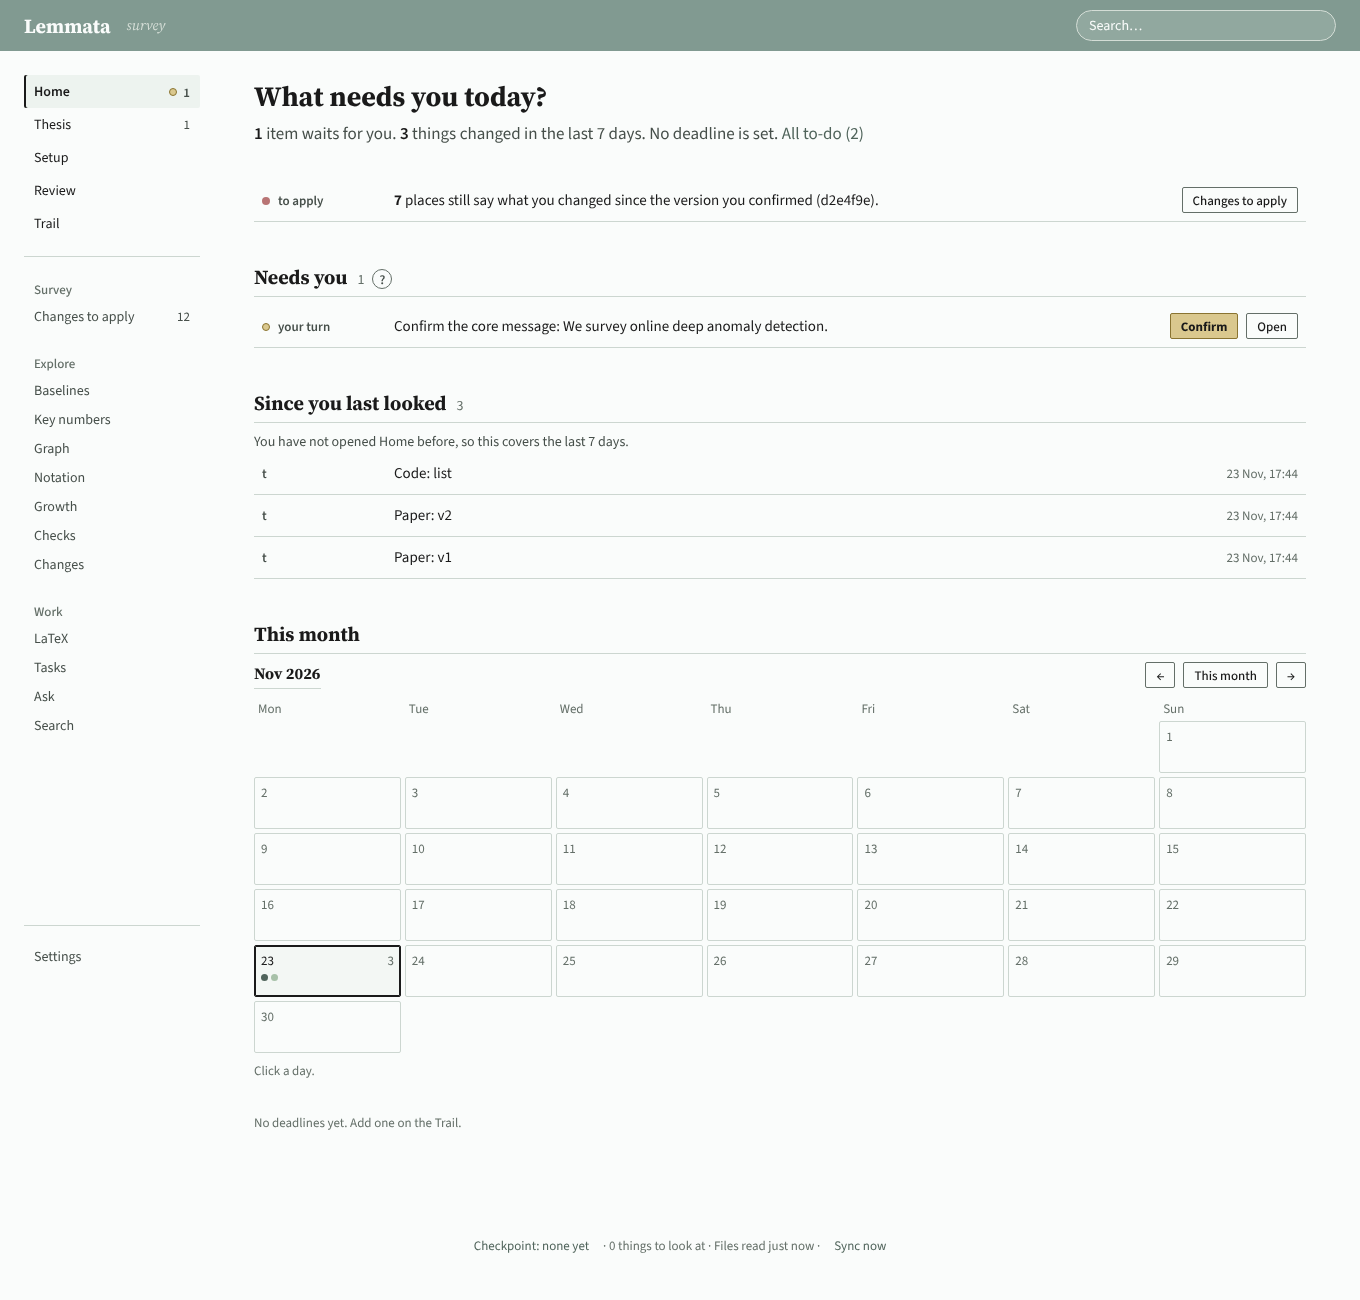 Lemmata survey
Search…
Home 1
Thesis 1
Setup
Review
Trail
Survey
Changes to apply 12
Explore
Baselines
Key numbers
Graph
Notation
Growth
Checks
Changes
Work
LaTeX
Tasks
Ask
Search
Settings
What needs you today?
1 item waits for you. 3 things changed in the last 7 days. No deadline is set. All to-do (2)
to apply 7 places still say what you changed since the version you confirmed (d2e4f9e). Changes to apply
Needs you 1 ?
your turn Confirm the core message: We survey online deep anomaly detection. Confirm Open
Since you last looked 3
You have not opened Home before, so this covers the last 7 days.
t Code: list 23 Nov, 17:44
t Paper: v2 23 Nov, 17:44
t Paper: v1 23 Nov, 17:44
This month
Nov 2026 ← This month →
Mon Tue Wed Thu Fri Sat Sun
1
2 3 4 5 6 7 8
9 10 11 12 13 14 15
16 17 18 19 20 21 22
23 3 24 25 26 27 28 29
30
Click a day.
No deadlines yet. Add one on the Trail.
Checkpoint: none yet · 0 things to look at · Files read just now · Sync now